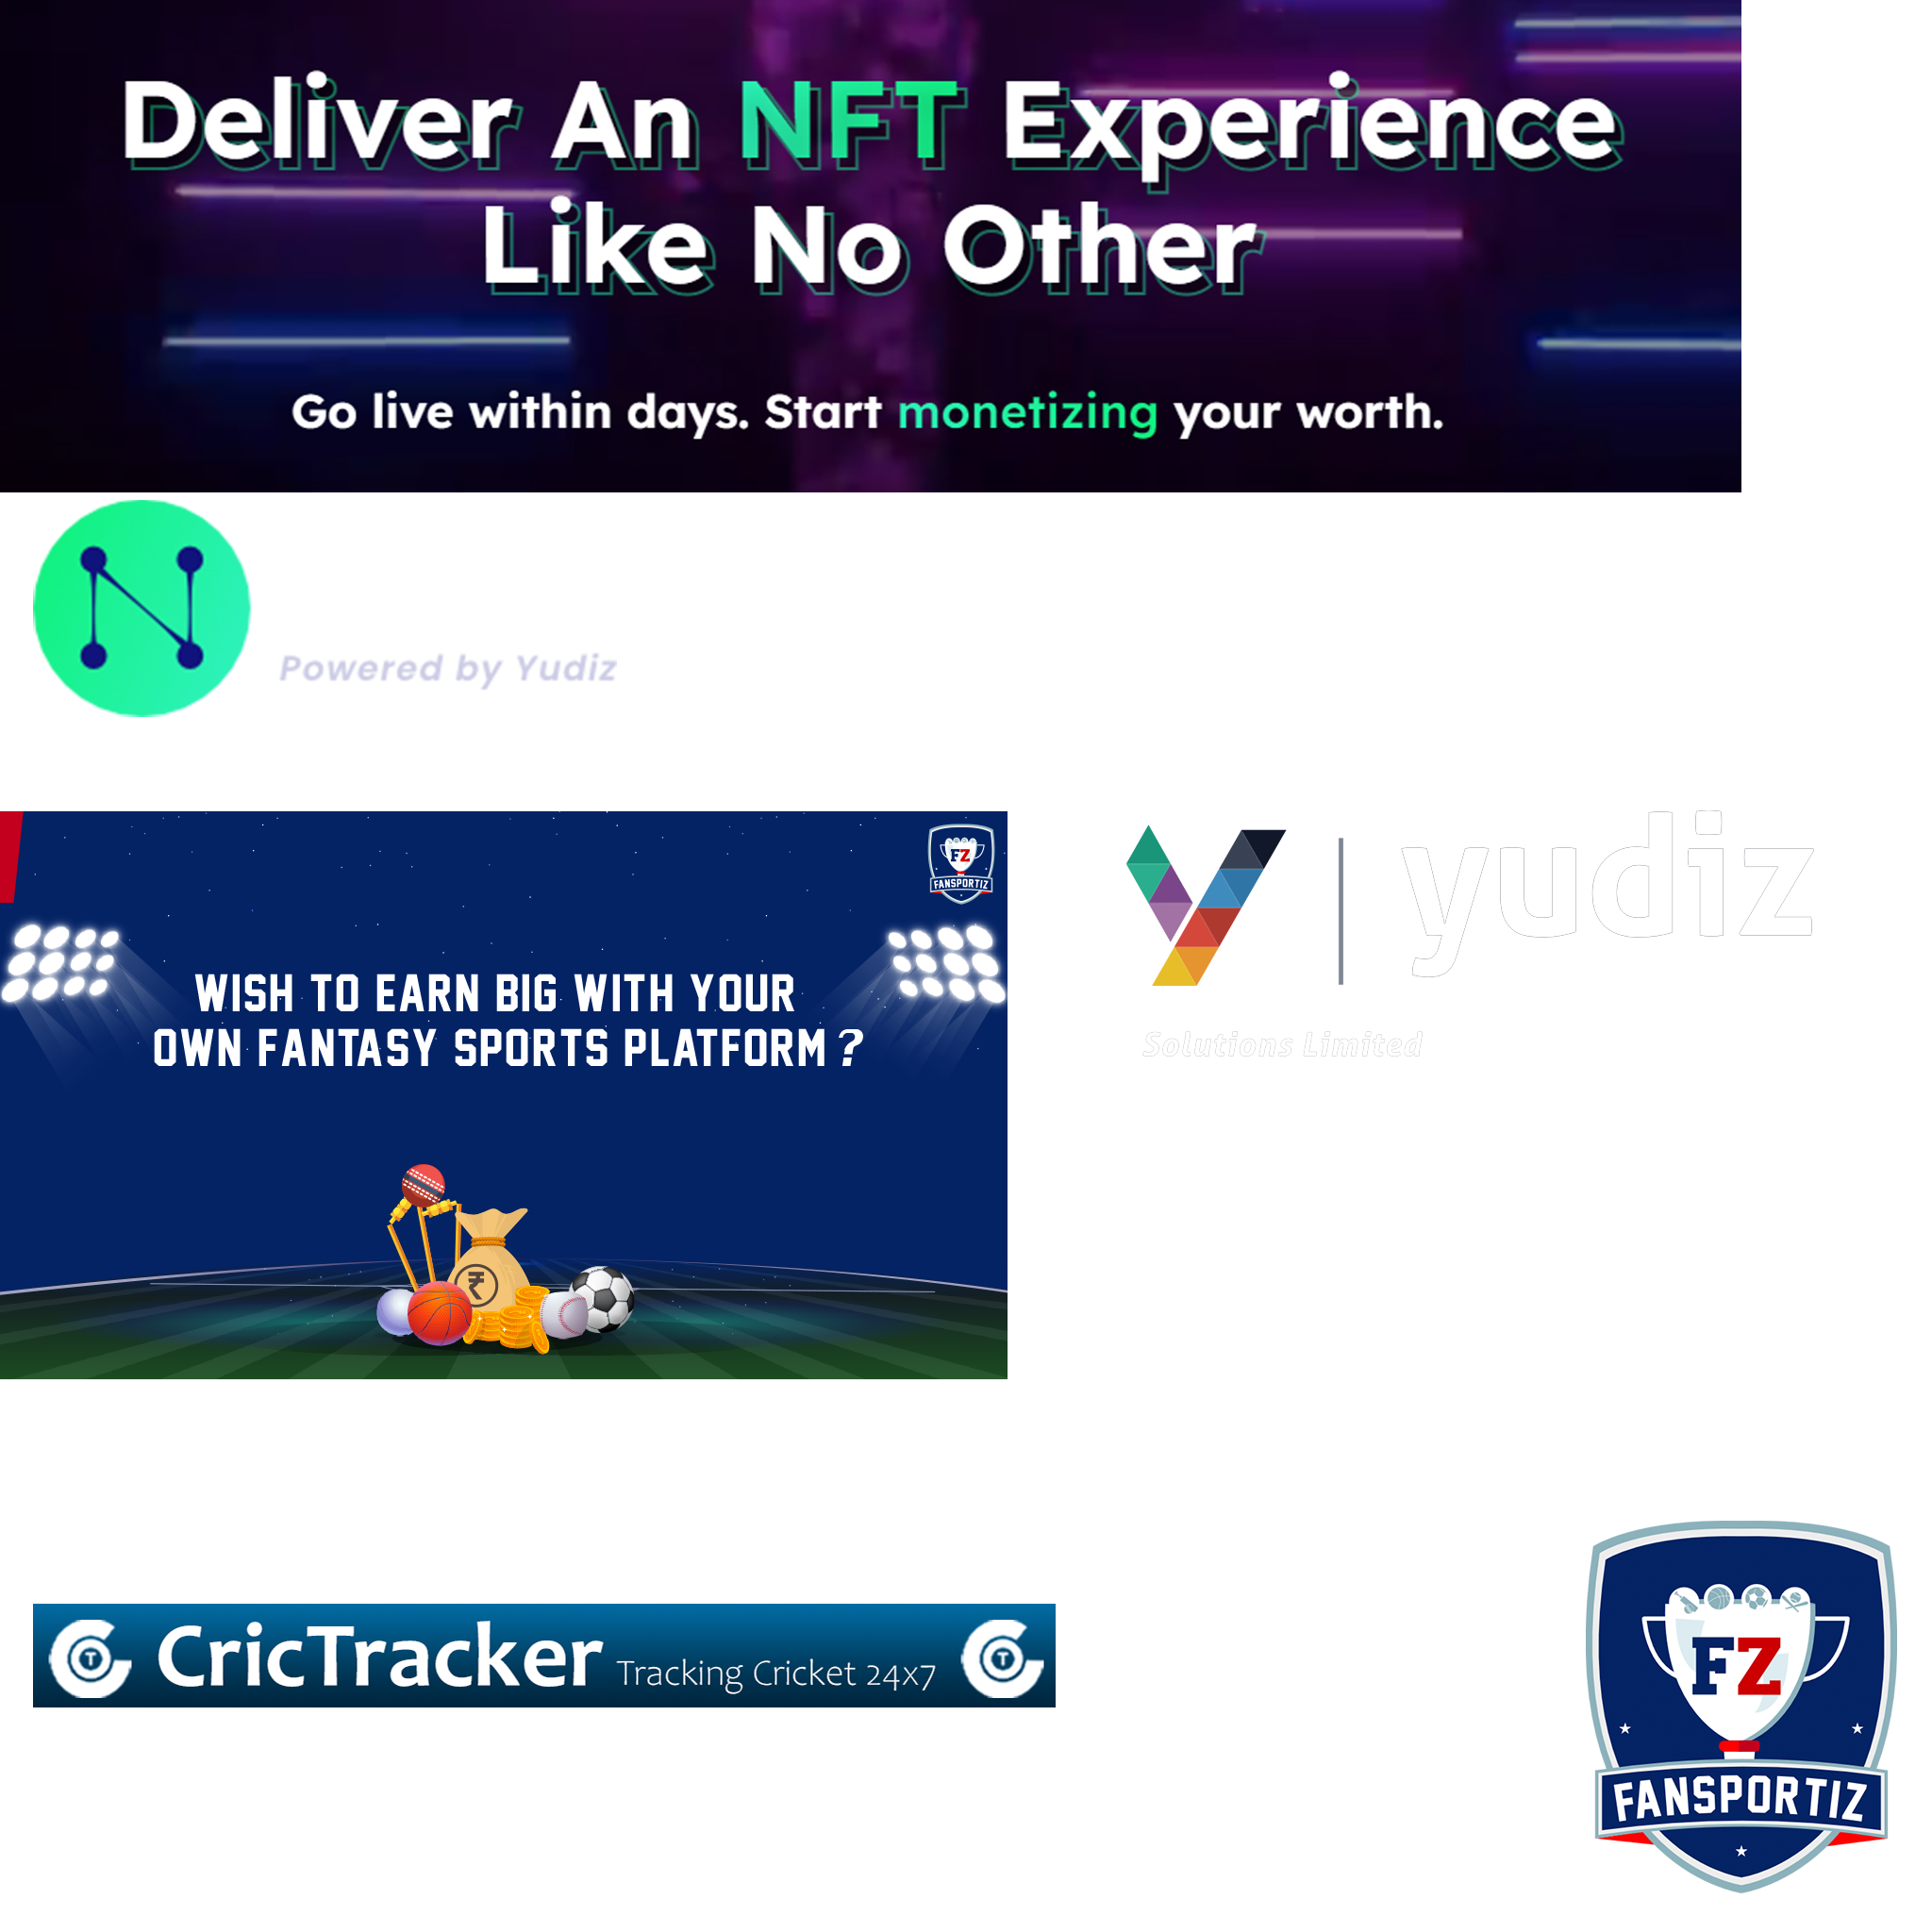 Deliver An NFT Experience
Like No Other
Go live within days. Start monetizing your worth.
N
Powered by Yudiz
FZ
FANSPORTIZ
WISH TO EARN BIG WITH YOUR
OWN FANTASY SPORTS PLATFORM ?
₹
yudiz
Solutions Limited
CT CricTracker Tracking Cricket 24x7 CT
FZ
FANSPORTIZ